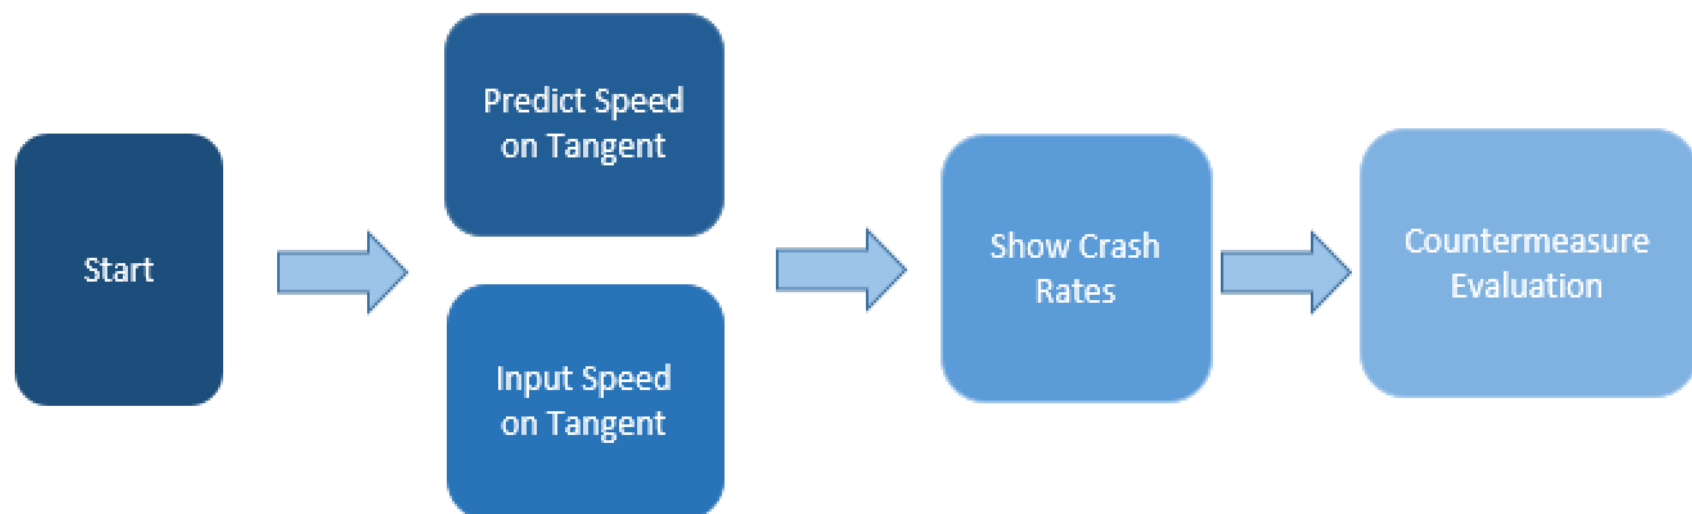 Start
Predict Speed
on Tangent
Input Speed
on Tangent
Show Crash
Rates
Countermeasure
Evaluation